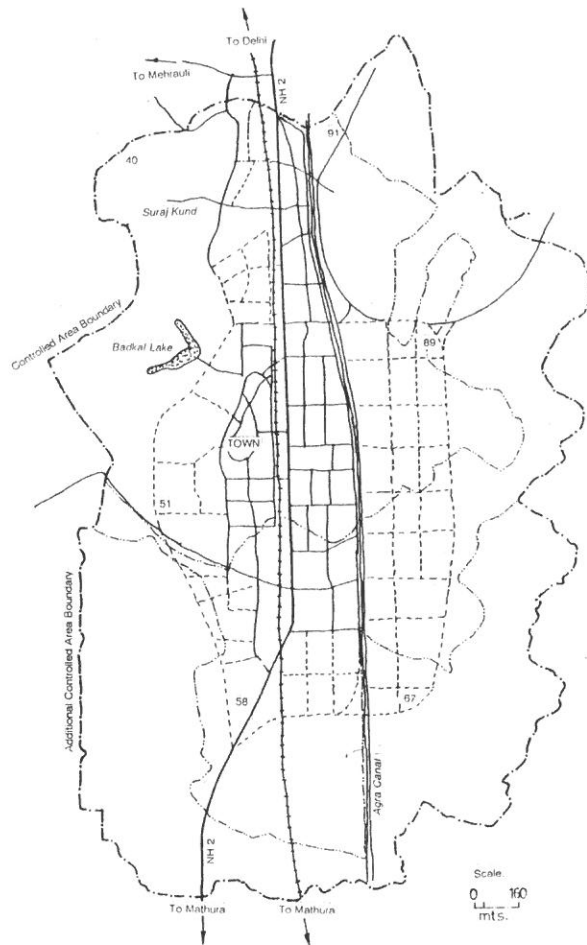 To Delhi
To Mehrauli
NH 2
91
40
Suraj Kund
Controlled Area Boundary
Badkal Lake
89
TOWN
51
Additional Controlled Area Boundary
58
67
Agra Canal
NH 2
Scale.
0 160
mts.
To Mathura
To Mathura